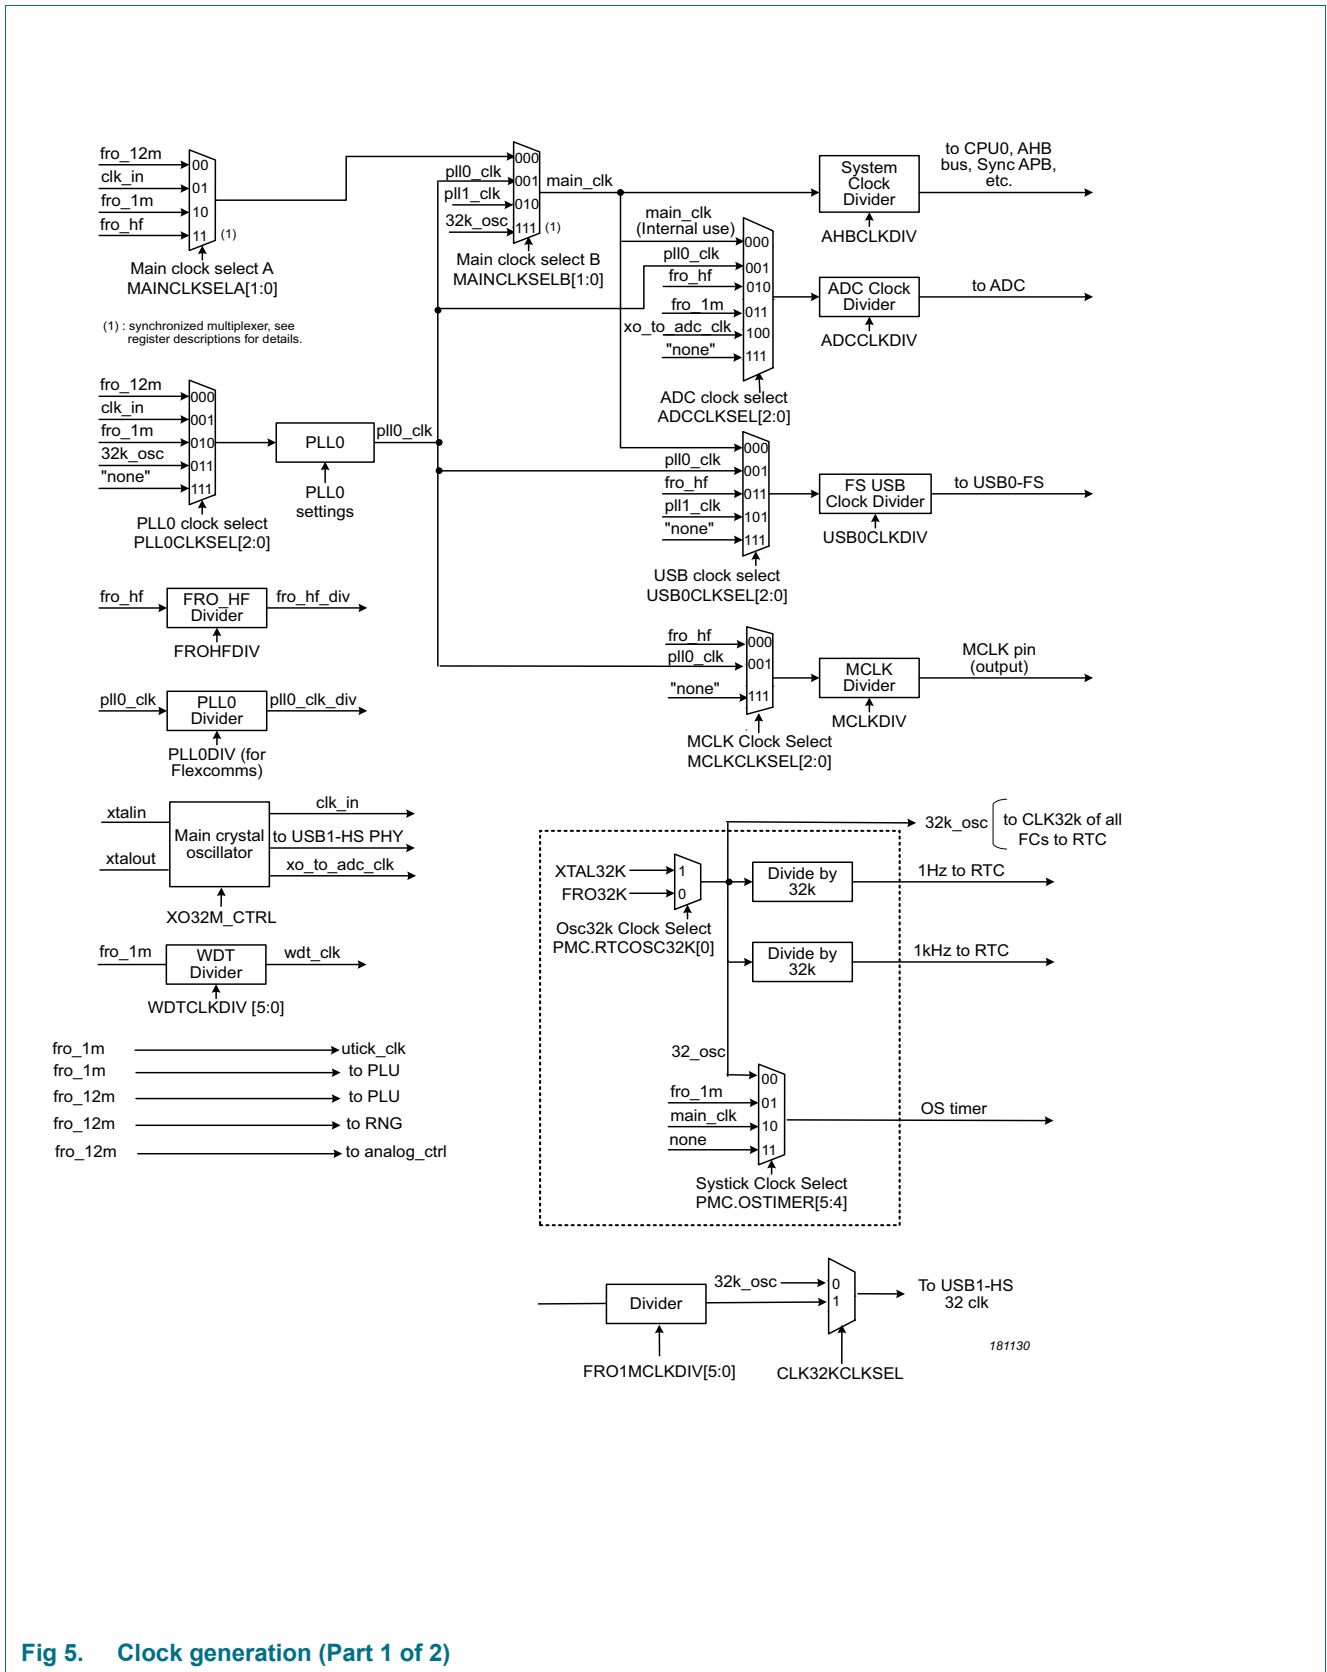 fro_12m
clk_in
fro_1m
fro_hf
00
01
10
11
(1)
Main clock select A
MAINCLKSELA[1:0]
(1) : synchronized multiplexer, see
register descriptions for details.
pll0_clk
pll1_clk
32k_osc
000
001
010
111
(1)
Main clock select B
MAINCLKSELB[1:0]
main_clk
System
Clock
Divider
AHBCLKDIV
to CPU0, AHB
bus, Sync APB,
etc.
main_clk
(Internal use)
pll0_clk
fro_hf
fro_1m
xo_to_adc_clk
"none"
000
001
010
011
100
111
ADC clock select
ADCCLKSEL[2:0]
ADC Clock
Divider
ADCCLKDIV
to ADC
fro_12m
clk_in
fro_1m
32k_osc
"none"
000
001
010
011
111
PLL0 clock select
PLL0CLKSEL[2:0]
PLL0
PLL0
settings
pll0_clk
pll0_clk
fro_hf
pll1_clk
"none"
000
001
011
101
111
USB clock select
USB0CLKSEL[2:0]
FS USB
Clock Divider
USB0CLKDIV
to USB0-FS
fro_hf
FRO_HF
Divider
fro_hf_div
FROHFDIV
fro_hf
pll0_clk
"none"
000
001
111
MCLK Clock Select
MCLKCLKSEL[2:0]
MCLK
Divider
MCLKDIV
MCLK pin
(output)
pll0_clk
PLL0
Divider
pll0_clk_div
PLL0DIV (for
Flexcomms)
xtalin
xtalout
Main crystal
oscillator
clk_in
to USB1-HS PHY
xo_to_adc_clk
XO32M_CTRL
fro_1m
WDT
Divider
wdt_clk
WDTCLKDIV [5:0]
fro_1m
utick_clk
fro_1m
to PLU
fro_12m
to PLU
fro_12m
to RNG
fro_12m
to analog_ctrl
32k_osc
to CLK32k of all
FCs to RTC
XTAL32K
FRO32K
1
0
Osc32k Clock Select
PMC.RTCOSC32K[0]
Divide by
32k
1Hz to RTC
Divide by
32k
1kHz to RTC
32_osc
fro_1m
main_clk
none
00
01
10
11
Systick Clock Select
PMC.OSTIMER[5:4]
OS timer
Divider
FRO1MCLKDIV[5:0]
32k_osc
0
1
CLK32KCLKSEL
To USB1-HS
32 clk
181130
Fig 5. Clock generation (Part 1 of 2)